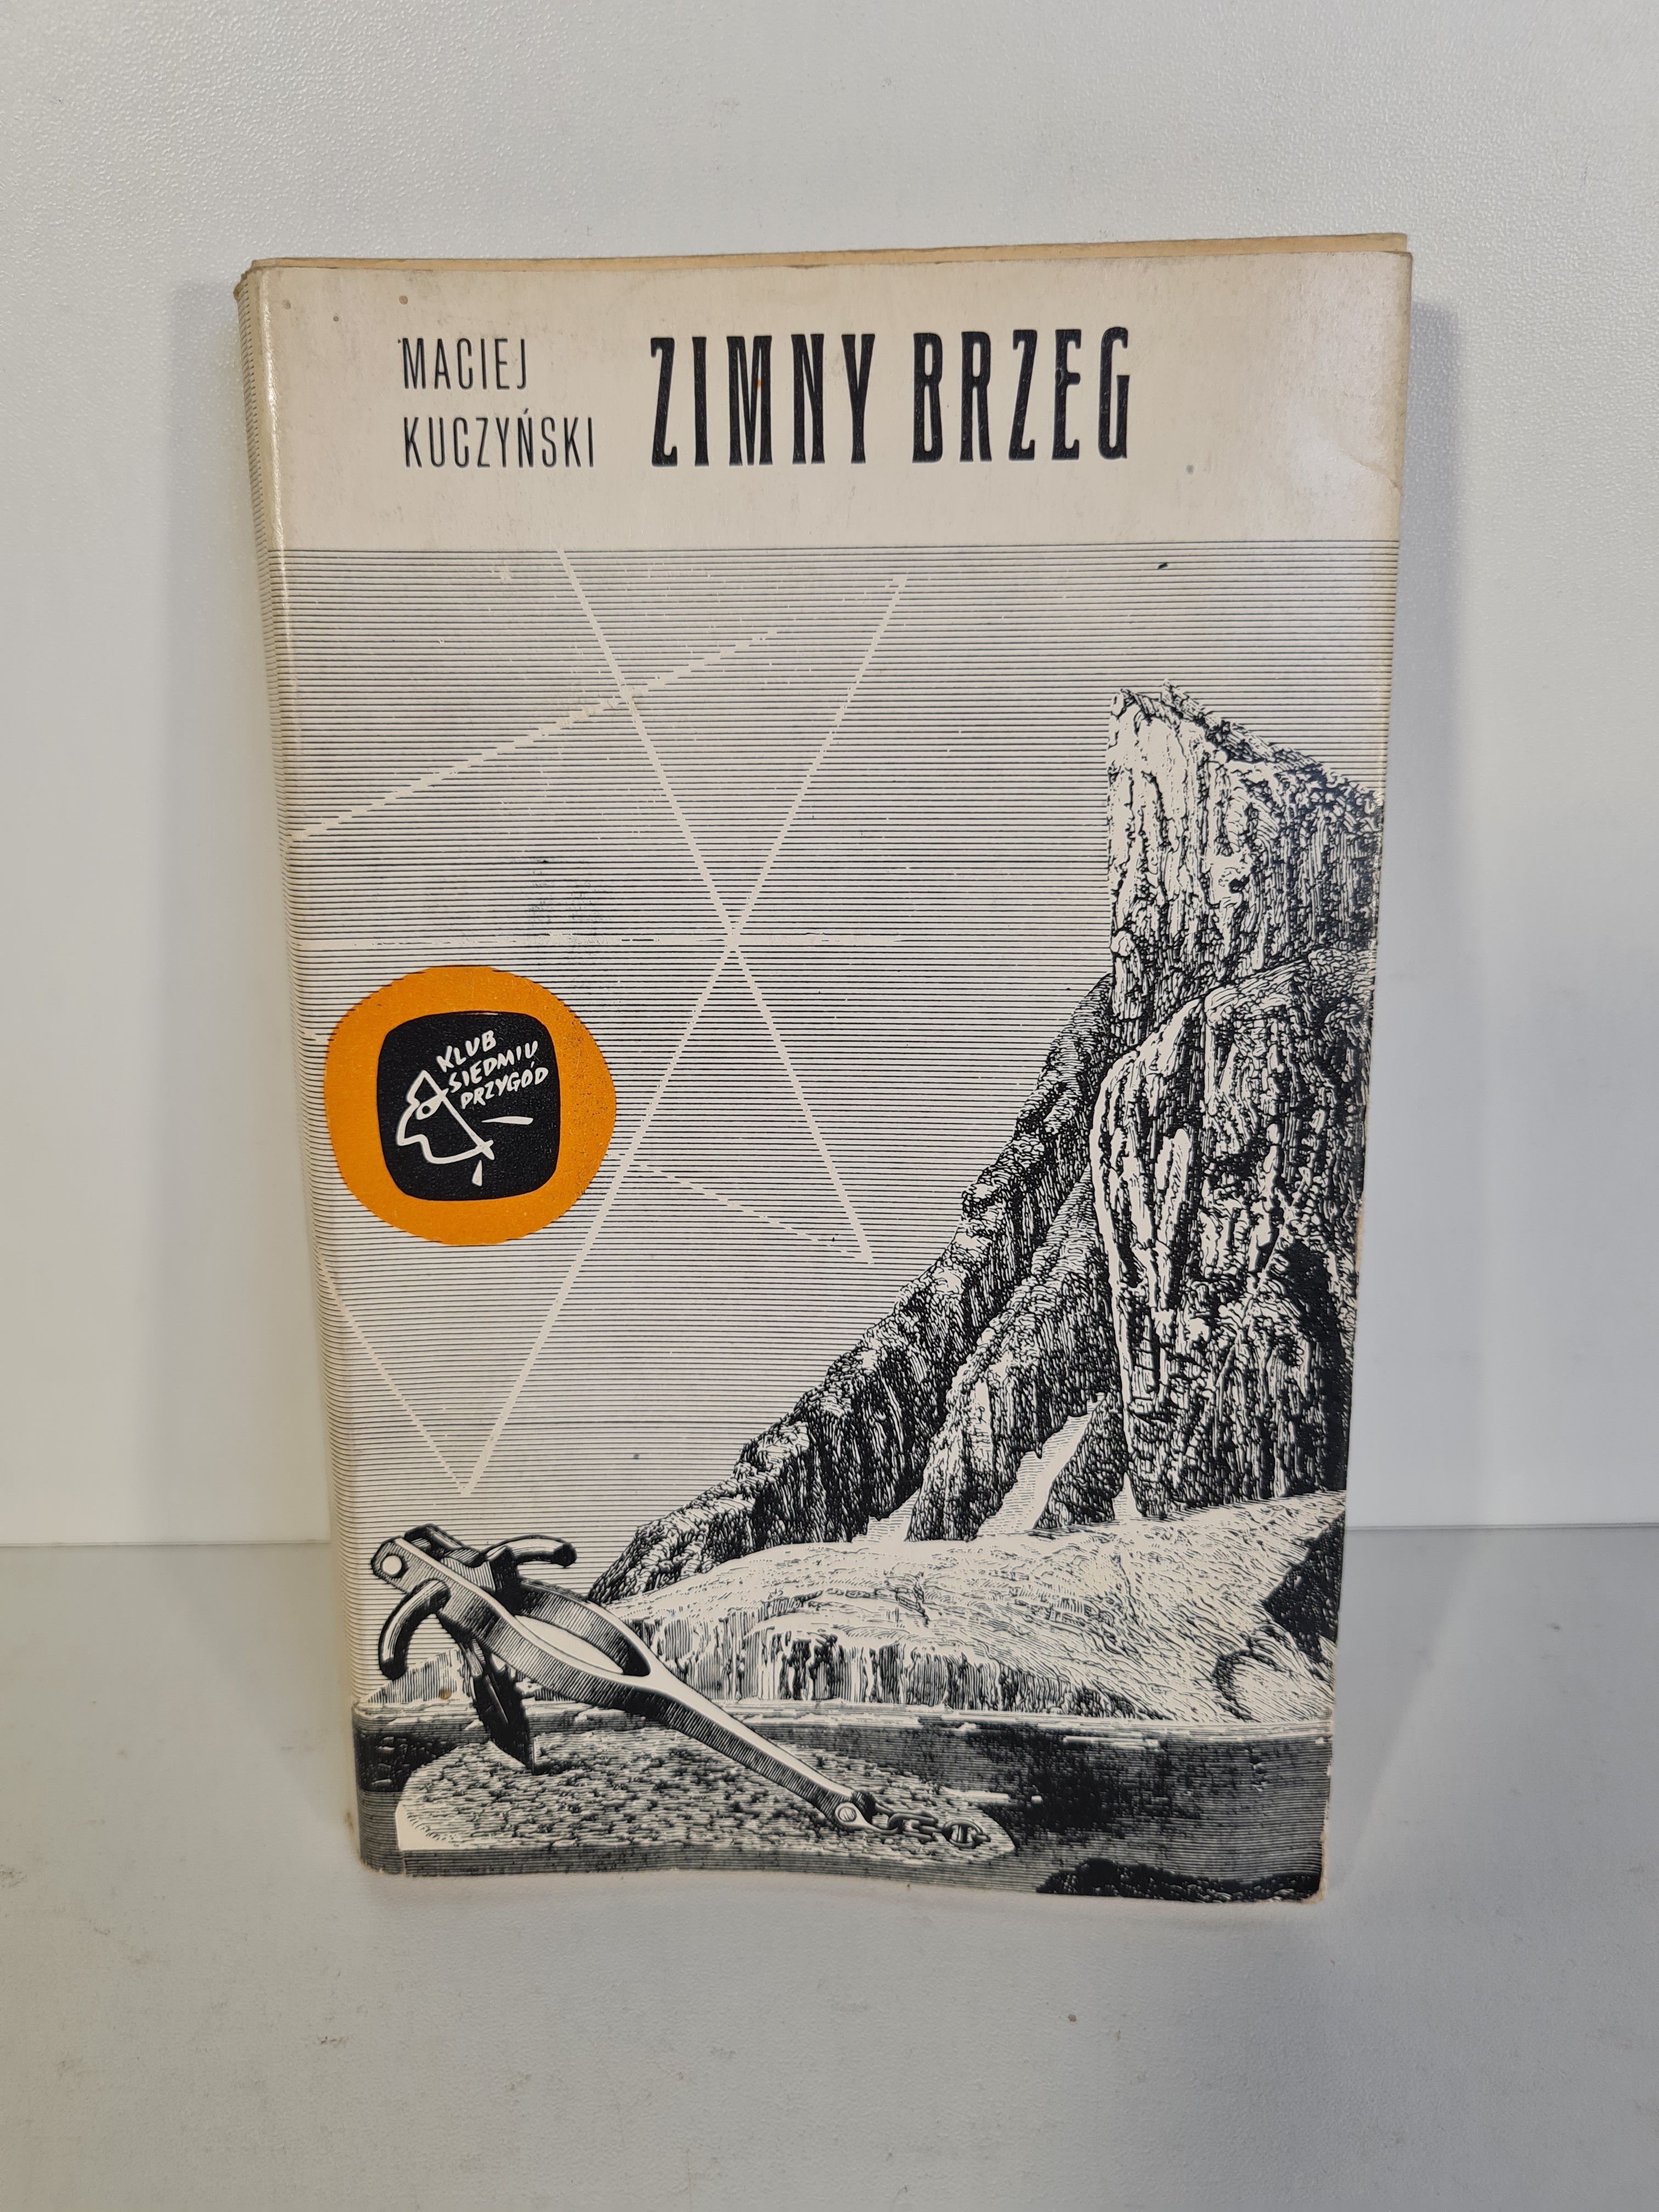 MACIEJ
KUCZYŃSKI
ZIMNY BRZEG
KLUB
SIEDMIU
PRZYGÓD